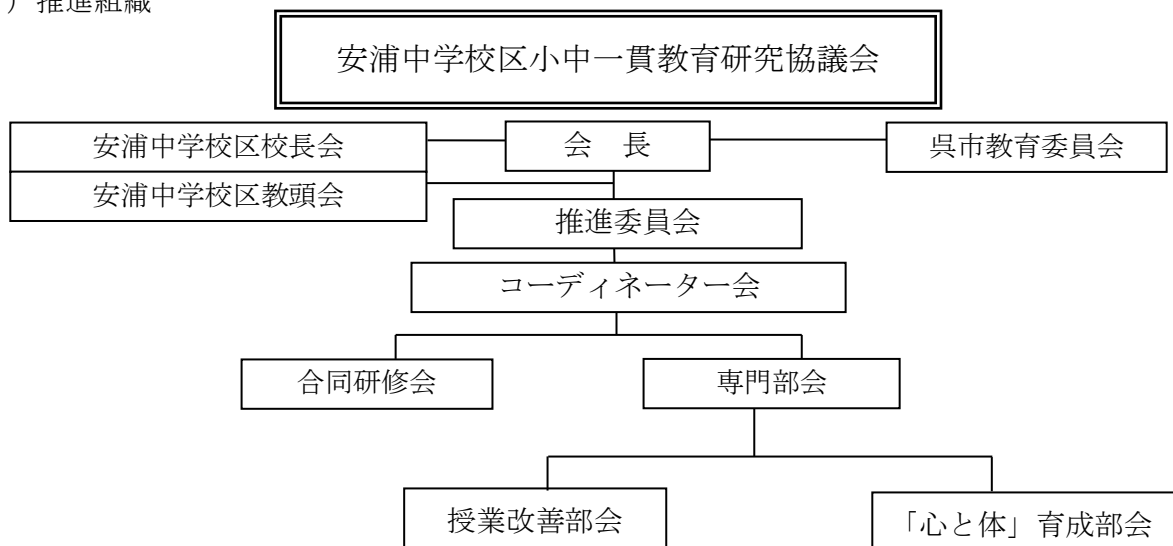 ）推進組織
安浦中学校区小中一貫教育研究協議会
安浦中学校区校長会
会　長
呉市教育委員会
安浦中学校区教頭会
推進委員会
コーディネーター会
合同研修会
専門部会
授業改善部会
「心と体」育成部会